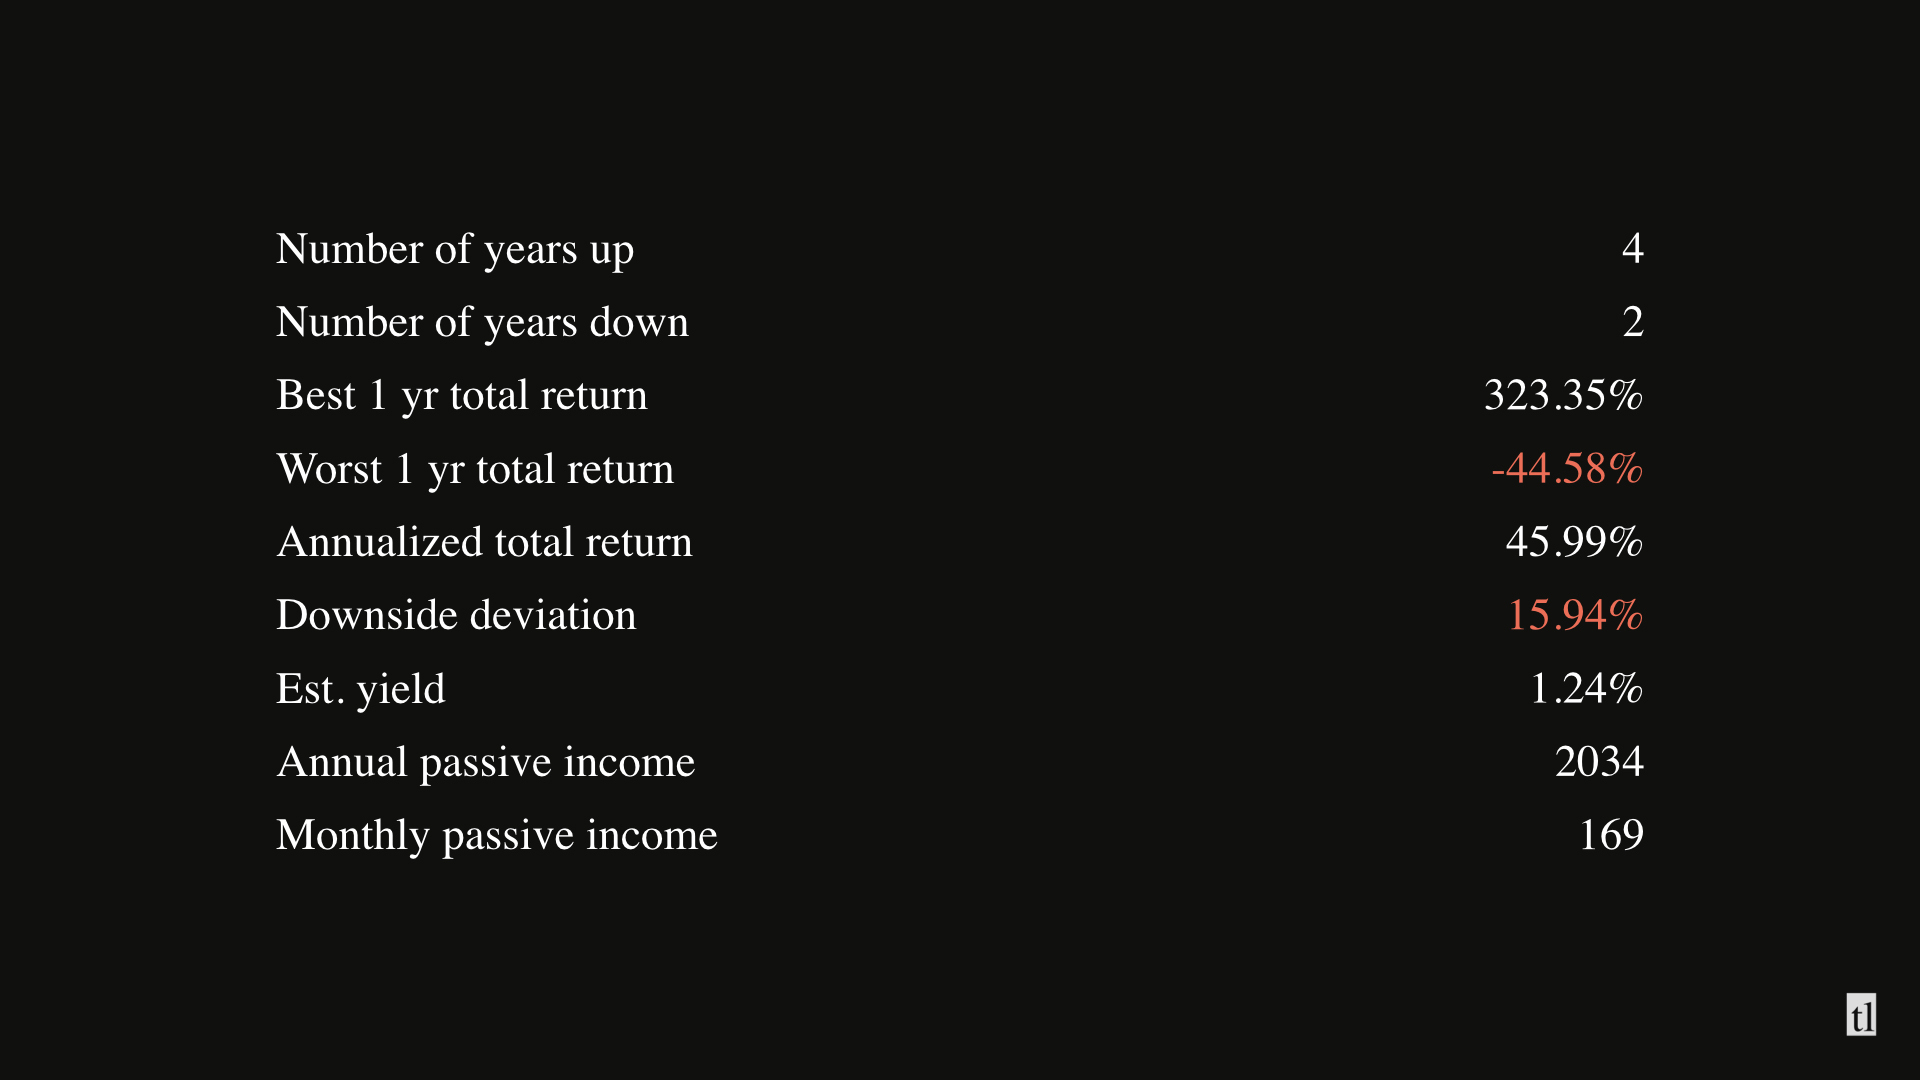 Number of years up 4
Number of years down 2
Best 1 yr total return 323.35%
Worst 1 yr total return -44.58%
Annualized total return 45.99%
Downside deviation 15.94%
Est. yield 1.24%
Annual passive income 2034
Monthly passive income 169
tl